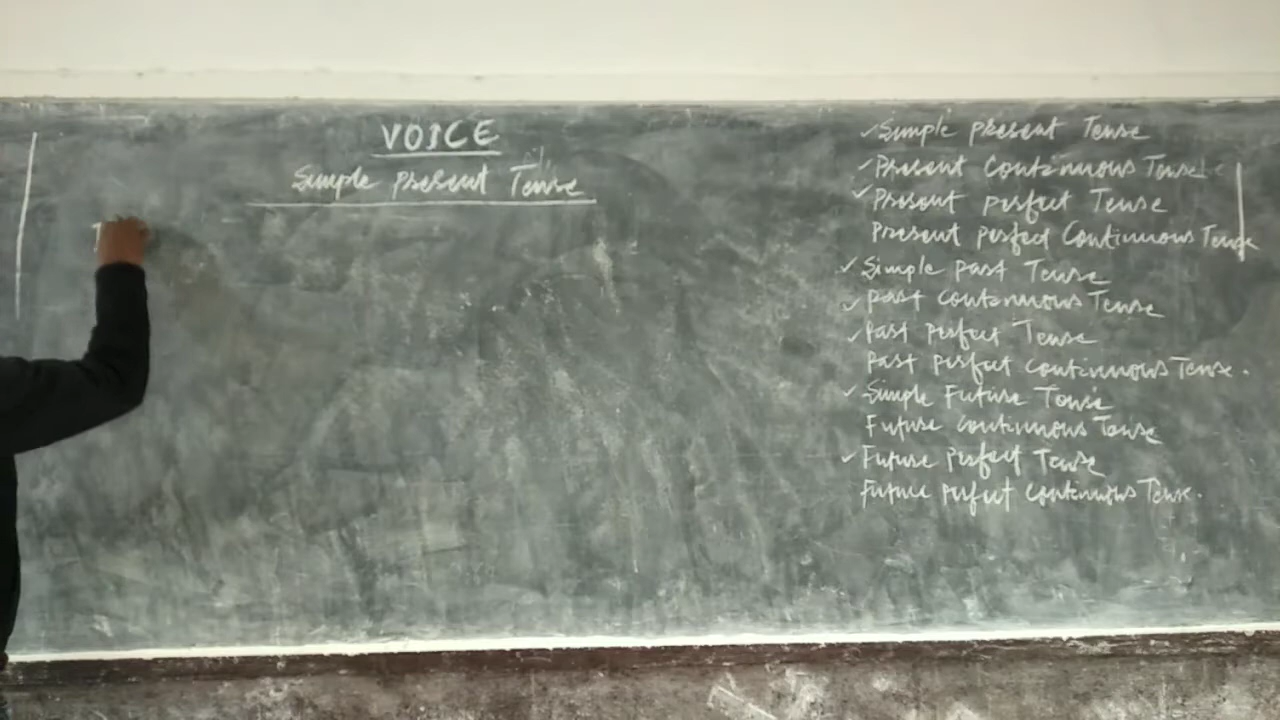 VOICE
Simple Present Tense
✓Simple present Tense
✓Present Continuous Tense
✓Present perfect Tense
Present perfect Continuous Tense
✓Simple past Tense
✓past continuous Tense
✓Past perfect Tense
Past perfect continuous Tense.
✓Simple Future Tense
Future continuous Tense
✓Future perfect Tense
Future perfect continuous Tense.